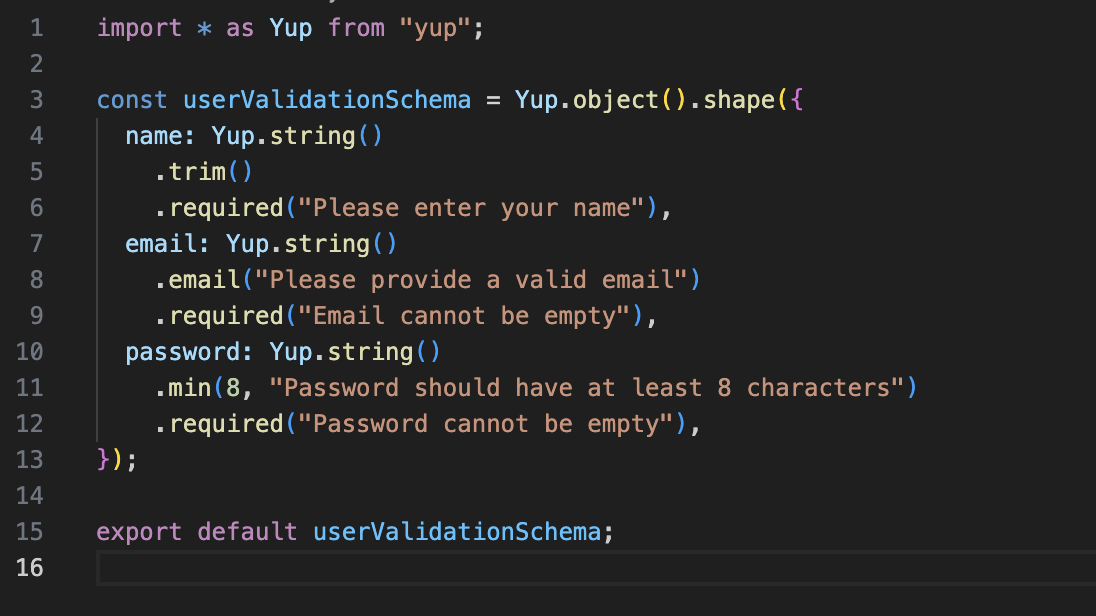 1 import * as Yup from "yup";
2
3 const userValidationSchema = Yup.object().shape({
4 name: Yup.string()
5 .trim()
6 .required("Please enter your name"),
7 email: Yup.string()
8 .email("Please provide a valid email")
9 .required("Email cannot be empty"),
10 password: Yup.string()
11 .min(8, "Password should have at least 8 characters")
12 .required("Password cannot be empty"),
13 });
14
15 export default userValidationSchema;
16